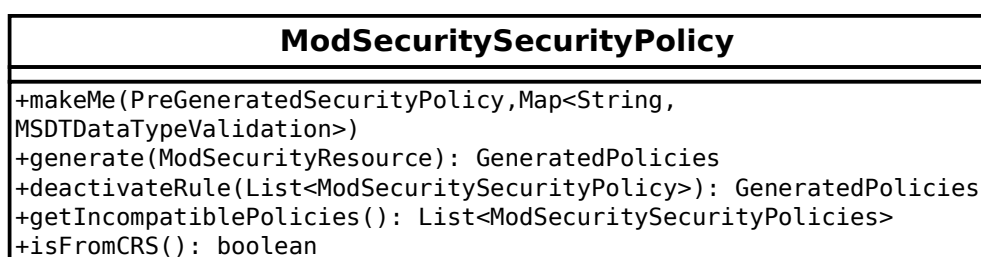 ModSecuritySecurityPolicy
+makeMe(PreGeneratedSecurityPolicy,Map<String,
MSDTDataTypeValidation>)
+generate(ModSecurityResource): GeneratedPolicies
+deactivateRule(List<ModSecuritySecurityPolicy>): GeneratedPolicies
+getIncompatiblePolicies(): List<ModSecuritySecurityPolicies>
+isFromCRS(): boolean